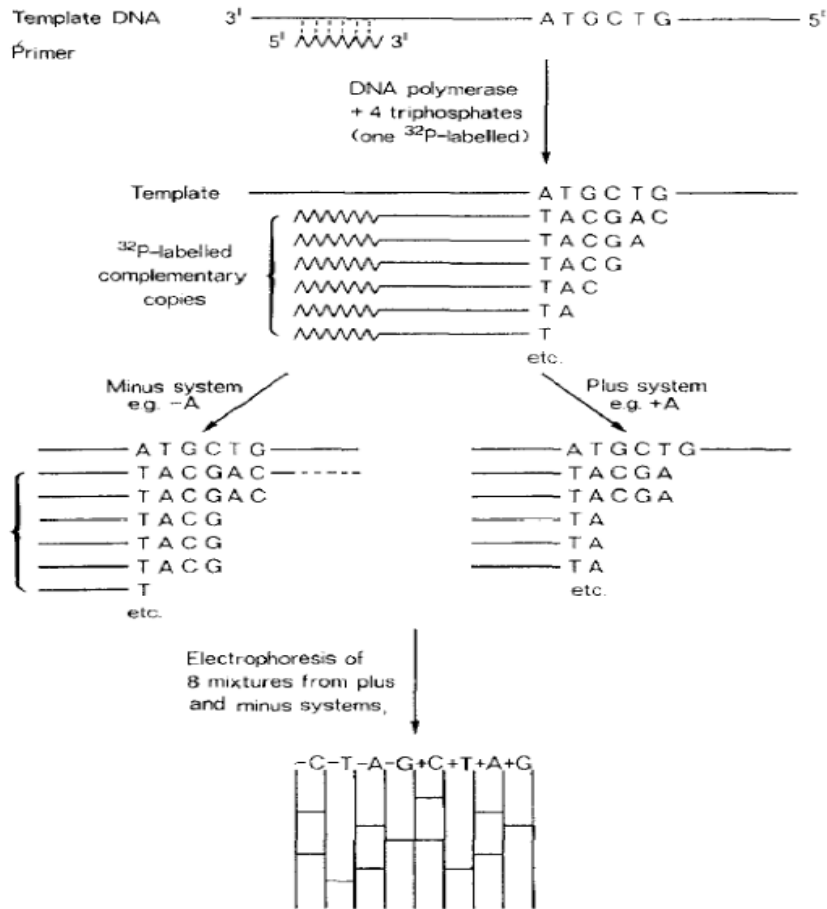 Template DNA 3' ATGCTG 5'
Primer 5' 3'
DNA polymerase
+ 4 triphosphates
(one ³²P-labelled)
Template ATGCTG
TACGAC
TACGA
³²P-labelled
complementary
copies
TACG
TAC
TA
T
etc.
Minus system
e.g. -A
Plus system
e.g. +A
ATGCTG
TACGAC
TACGAC
TACG
TACG
TACG
T
etc.
ATGCTG
TACGA
TACGA
TA
TA
TA
etc.
Electrophoresis of
8 mixtures from plus
and minus systems,
-C-T-A-G+C+T+A+G